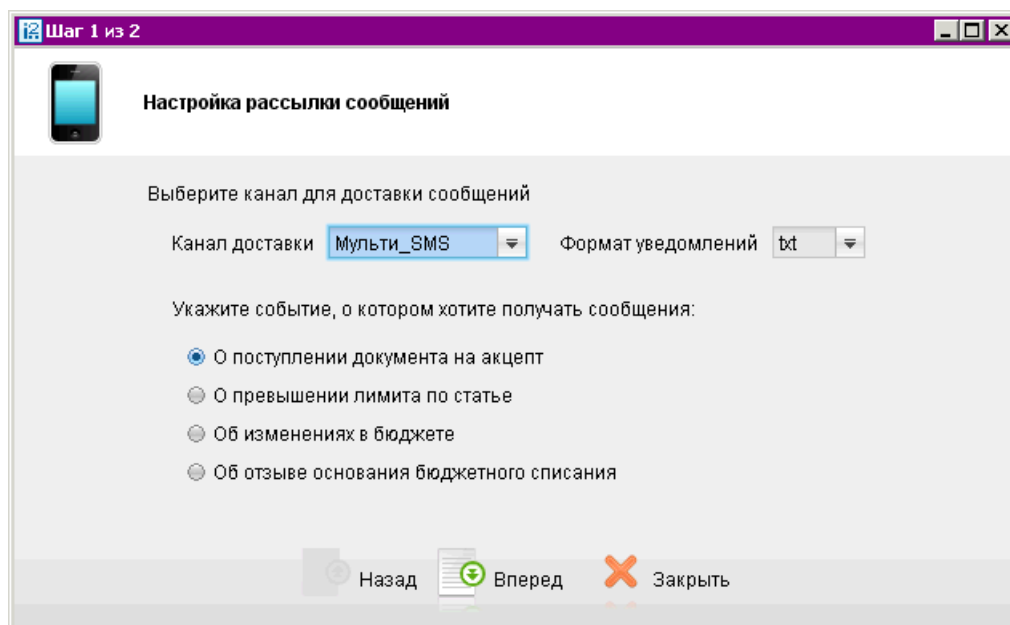 Шаг 1 из 2
Настройка рассылки сообщений
Выберите канал для доставки сообщений
Канал доставки Мульти_SMS Формат уведомлений txt
Укажите событие, о котором хотите получать сообщения:
О поступлении документа на акцепт
О превышении лимита по статье
Об изменениях в бюджете
Об отзыве основания бюджетного списания
Назад Вперед Закрыть